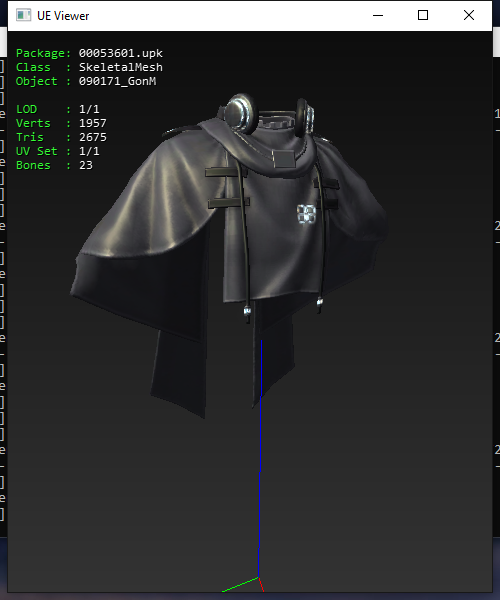 UE Viewer
Package: 00053601.upk
Class : SkeletalMesh
Object : 090171_GonM
LOD : 1/1
Verts : 1957
Tris : 2675
UV Set : 1/1
Bones : 23